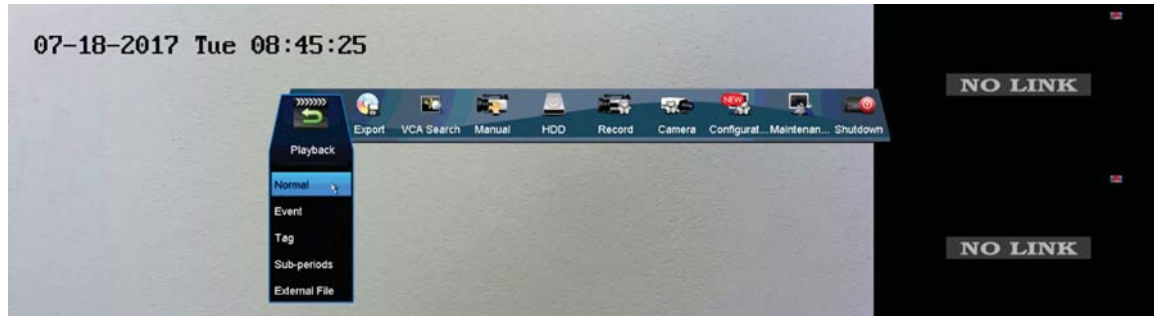 07-18-2017 Tue 08:45:25
NO LINK
NEW
Export VCA Search Manual HDD Record Camera Configurat... Maintenan... Shutdown
Playback
Normal
Event
Tag
Sub-periods
External File
NO LINK